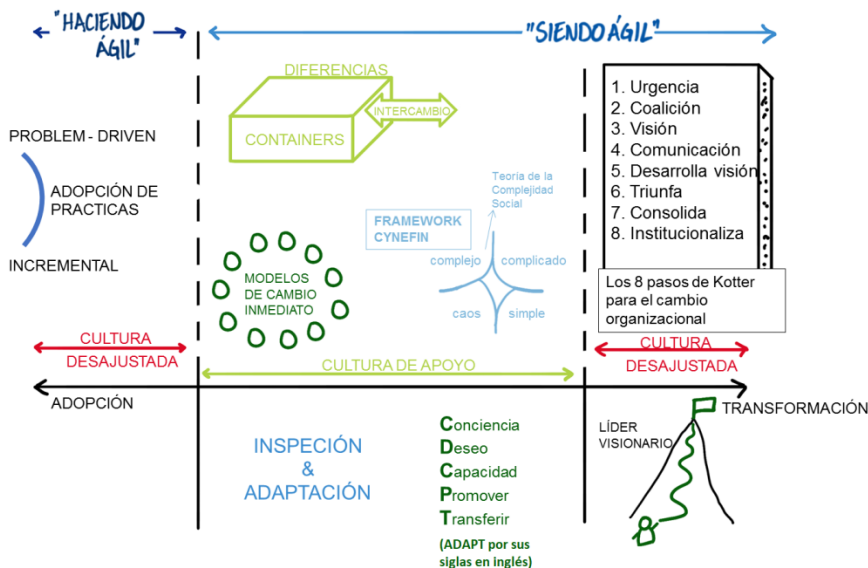 "HACIENDO
ÁGIL"
"SIENDO ÁGIL"
PROBLEM - DRIVEN
ADOPCIÓN DE
PRACTICAS
INCREMENTAL
DIFERENCIAS
CONTAINERS
INTERCAMBIO
MODELOS
DE CAMBIO
INMEDIATO
Teoría de la
Complejidad
Social
FRAMEWORK
CYNEFIN
complejo
complicado
caos
simple
1. Urgencia
2. Coalición
3. Visión
4. Comunicación
5. Desarrolla visión
6. Triunfa
7. Consolida
8. Institucionaliza
Los 8 pasos de Kotter
para el cambio
organizacional
CULTURA
DESAJUSTADA
CULTURA DE APOYO
CULTURA
DESAJUSTADA
ADOPCIÓN
TRANSFORMACIÓN
INSPECIÓN
&
ADAPTACIÓN
Conciencia
Deseo
Capacidad
Promover
Transferir
(ADAPT por sus
siglas en inglés)
LÍDER
VISIONARIO